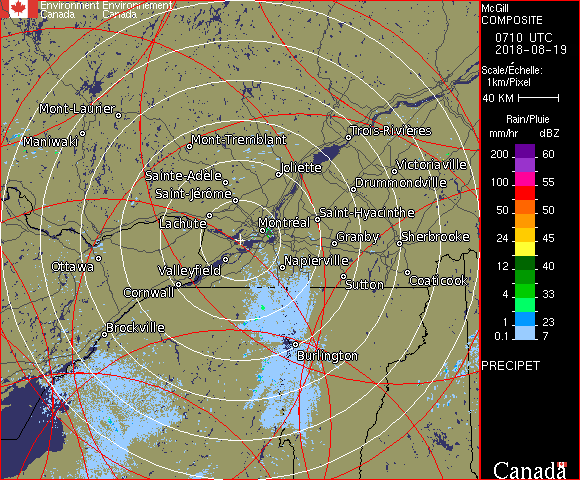 Environment Environnement
Canada Canada
McGill
COMPOSITE
0710 UTC
2018-08-19
Scale/Échelle:
1km/Pixel
40 KM
Rain/Pluie
mm/hr dBZ
200 60
100 55
50 50
24 45
12 40
4 33
1 23
0.1 7
PRECIPET
Canada
Mont-Laurier
Maniwaki
Mont-Tremblant
Trois-Rivières
Sainte-Adèle
Joliette
Victoriaville
Saint-Jérôme
Drummondville
Lachute
Montréal
Saint-Hyacinthe
Granby
Sherbrooke
Ottawa
Valleyfield
Napierville
Cornwall
Sutton
Coaticook
Brockville
Burlington